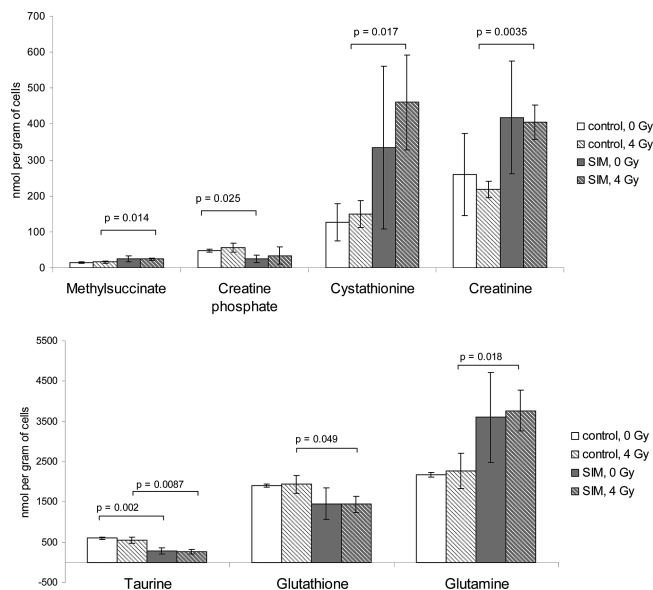 700
600
500
400
300
200
100
0
nmol per gram of cells
p = 0.014
p = 0.025
p = 0.017
p = 0.0035
Methylsuccinate
Creatine
phosphate
Cystathionine
Creatinine
control, 0 Gy
control, 4 Gy
SIM, 0 Gy
SIM, 4 Gy
5500
4500
3500
2500
1500
500
-500
nmol per gram of cells
p = 0.002
p = 0.0087
p = 0.049
p = 0.018
Taurine
Glutathione
Glutamine
control, 0 Gy
control, 4 Gy
SIM, 0 Gy
SIM, 4 Gy